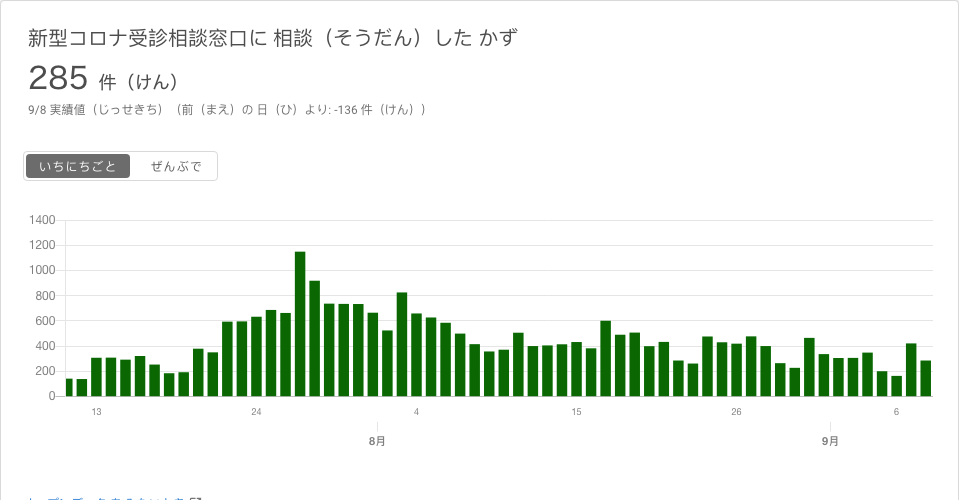 新型コロナ受診相談窓口に 相談（そうだん）した かず
285 件（けん）
9/8 実績値（じっせきち）（前（まえ）の 日（ひ）より: -136 件（けん））
いちにちごと ぜんぶで
1400
1200
1000
800
600
400
200
0
13 24 4 15 26 6
8月 9月